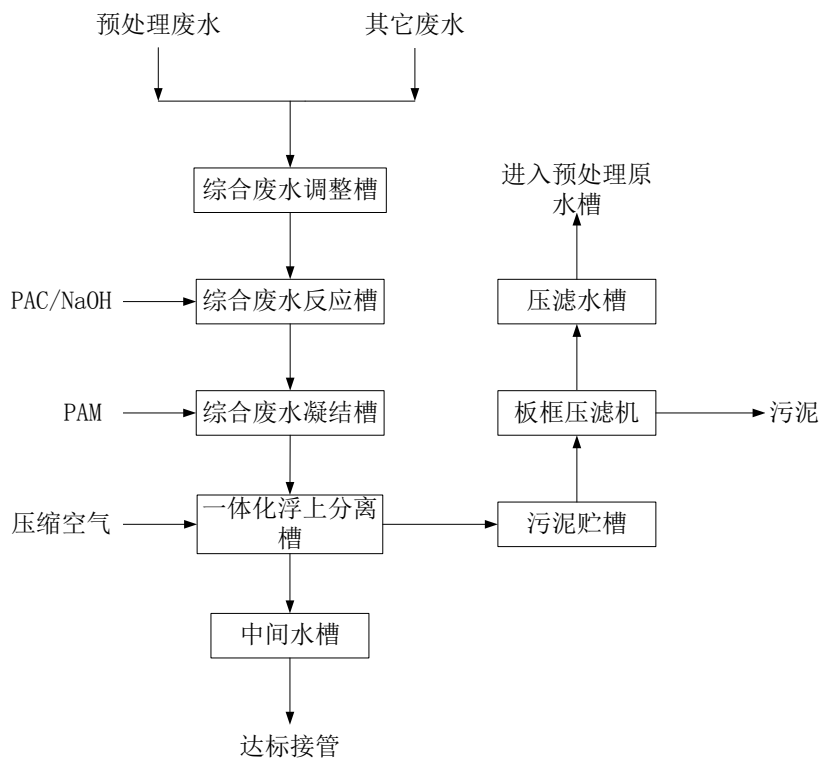 预处理废水
其它废水
综合废水调整槽
进入预处理原
水槽
PAC/NaOH
综合废水反应槽
压滤水槽
PAM
综合废水凝结槽
板框压滤机
污泥
压缩空气
一体化浮上分离
槽
污泥贮槽
中间水槽
达标接管